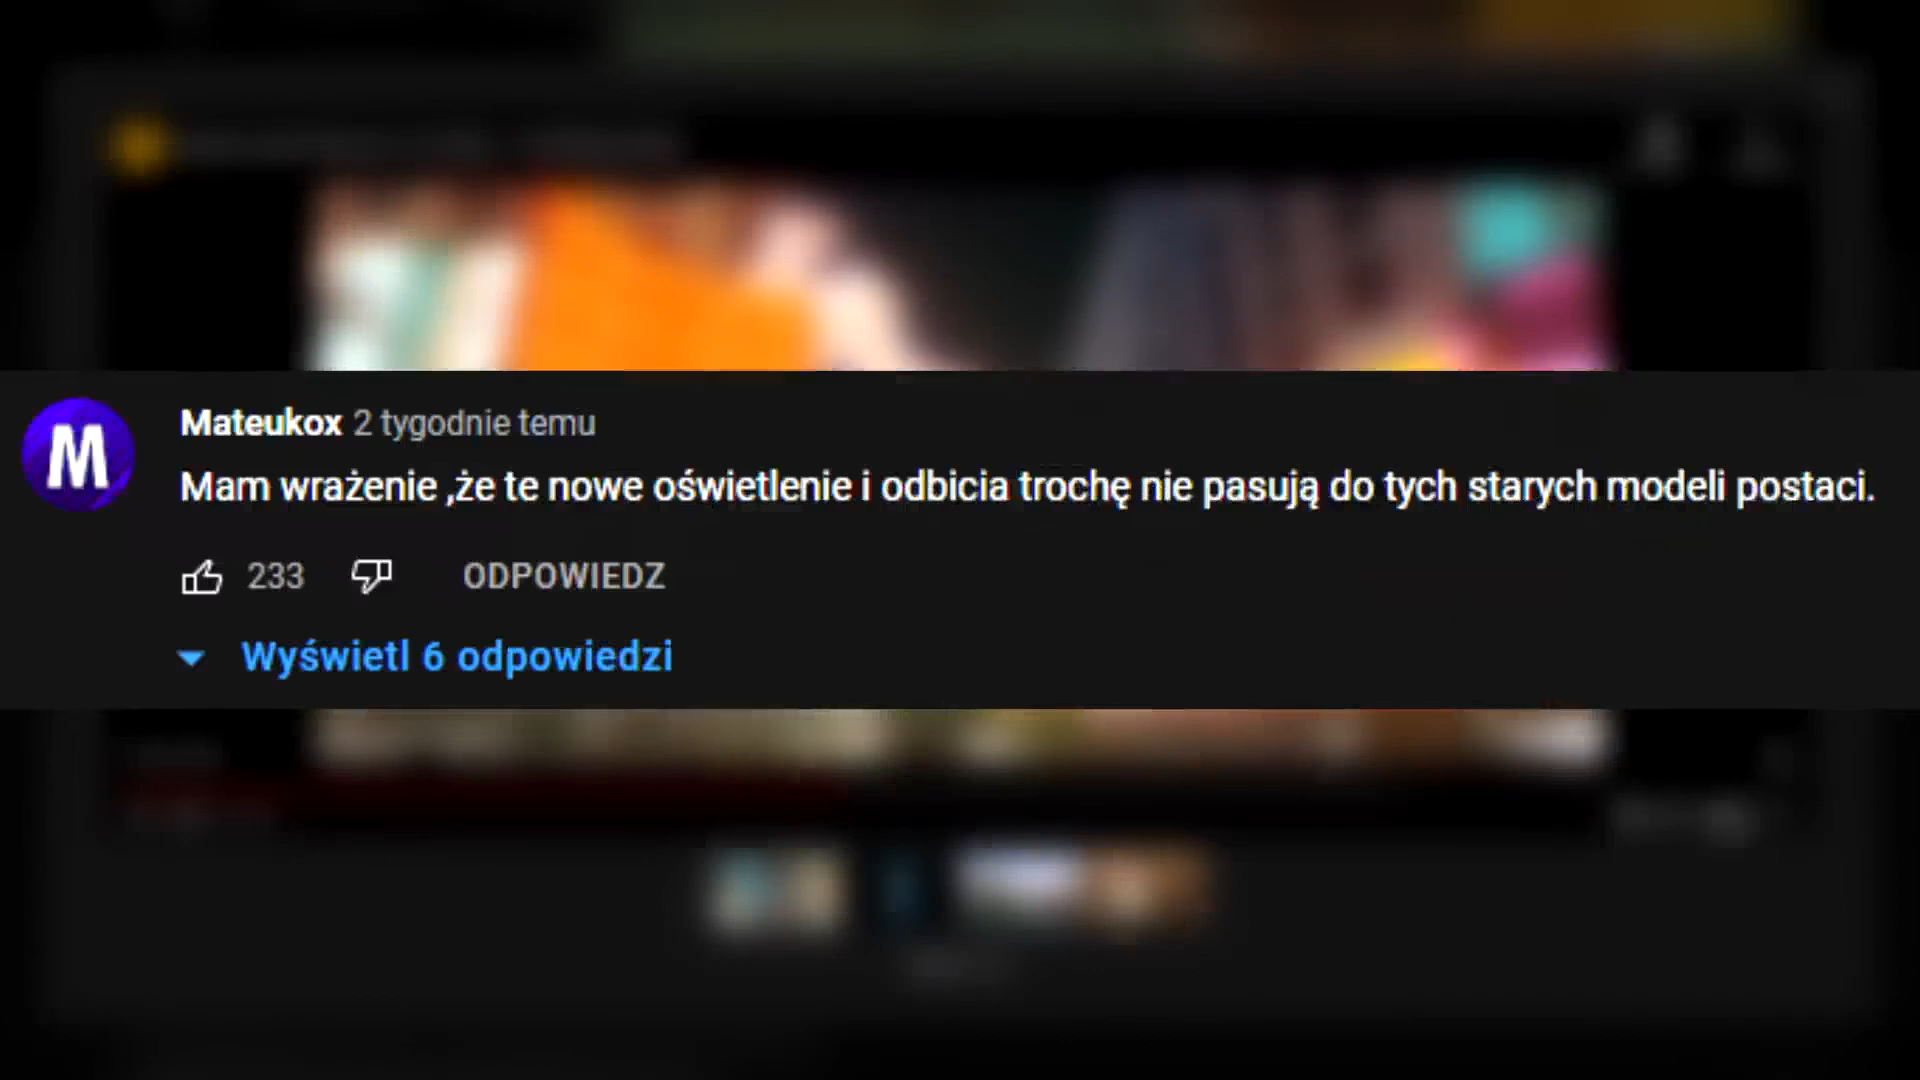 M
Mateukox 2 tygodnie temu
Mam wrażenie ,że te nowe oświetlenie i odbicia trochę nie pasują do tych starych modeli postaci.
233 ODPOWIEDZ
Wyświetl 6 odpowiedzi